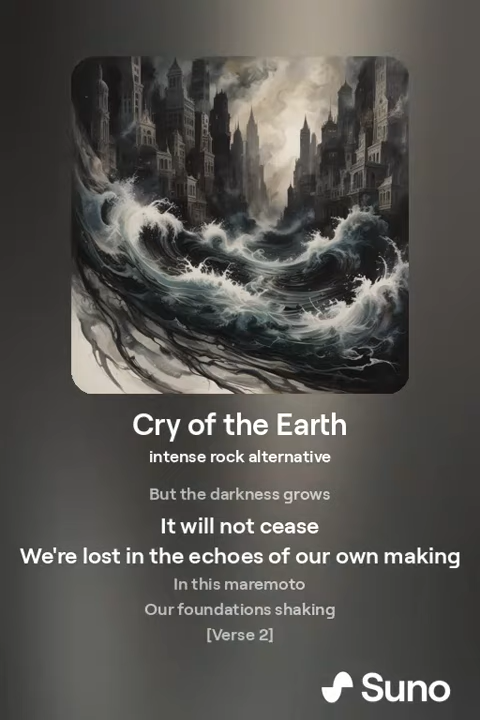 Cry of the Earth
intense rock alternative
But the darkness grows
It will not cease
We're lost in the echoes of our own making
In this maremoto
Our foundations shaking
[Verse 2]
Suno